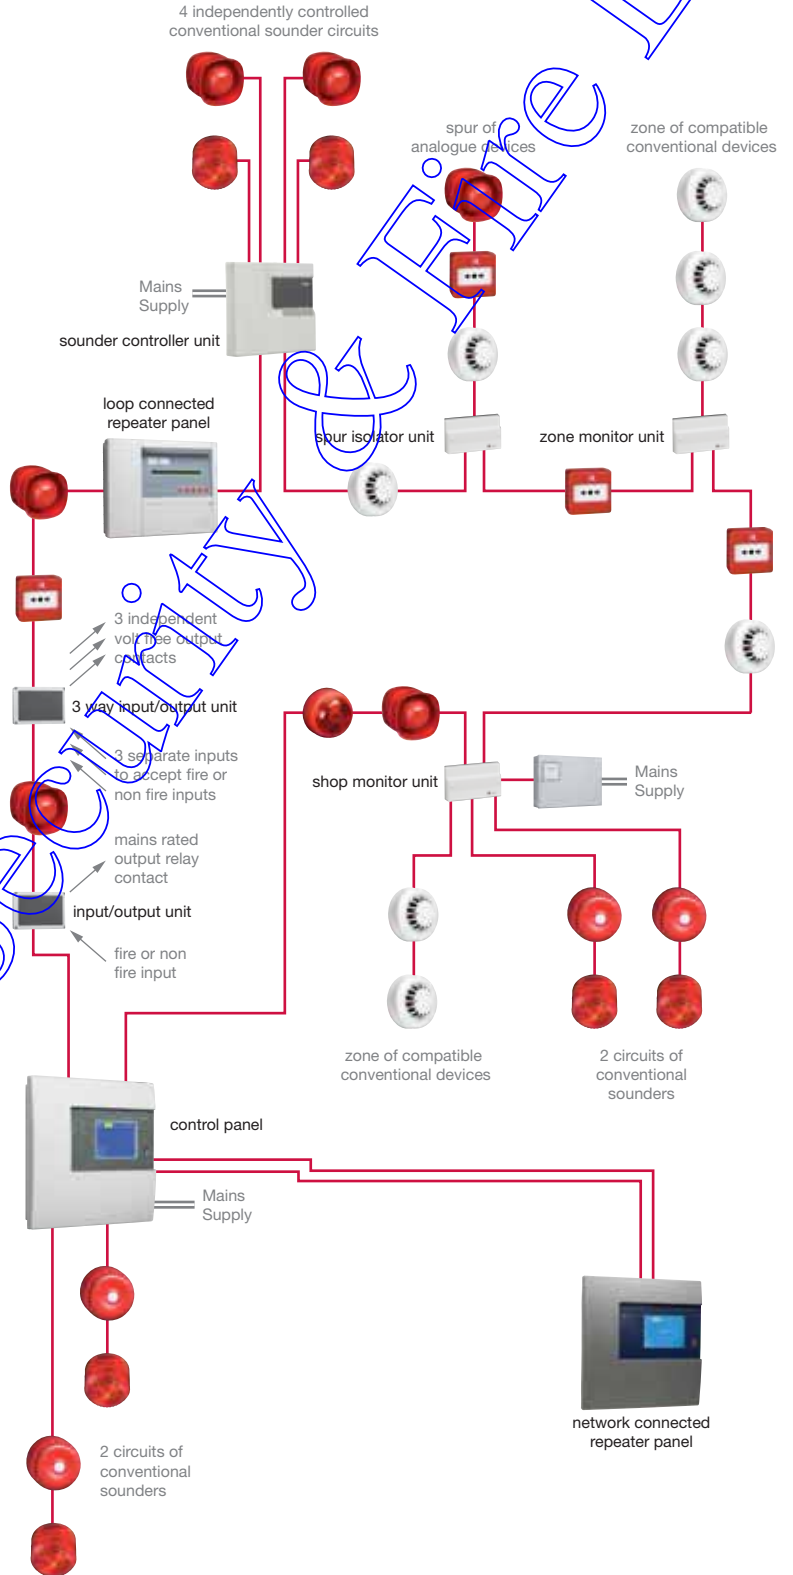 4 independently controlled
conventional sounder circuits
spur of
analogue devices
zone of compatible
conventional devices
Mains
Supply
sounder controller unit
loop connected
repeater panel
spur isolator unit
zone monitor unit
3 independent
volt free output
contacts
3 way input/output unit
3 separate inputs
to accept fire or
non fire inputs
shop monitor unit
Mains
Supply
mains rated
output relay
contact
input/output unit
fire or non
fire input
zone of compatible
conventional devices
2 circuits of
conventional
sounders
control panel
Mains
Supply
network connected
repeater panel
2 circuits of
conventional
sounders
ecurity & Fire